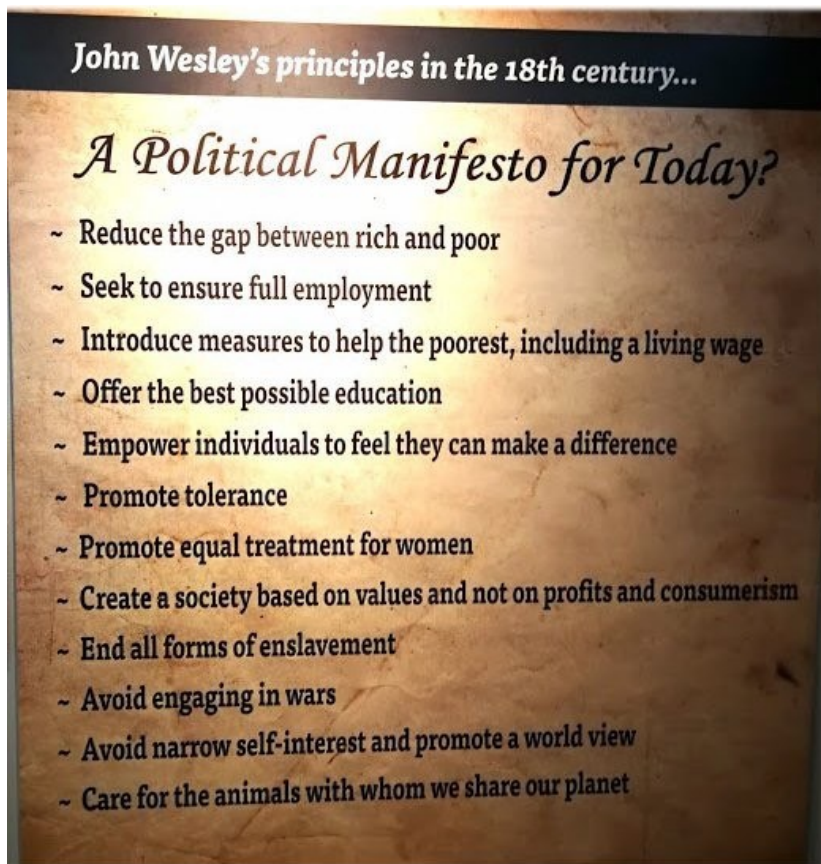 John Wesley's principles in the 18th century...
A Political Manifesto for Today?
~ Reduce the gap between rich and poor
~ Seek to ensure full employment
~ Introduce measures to help the poorest, including a living wage
~ Offer the best possible education
~ Empower individuals to feel they can make a difference
~ Promote tolerance
~ Promote equal treatment for women
~ Create a society based on values and not on profits and consumerism
~ End all forms of enslavement
~ Avoid engaging in wars
~ Avoid narrow self-interest and promote a world view
~ Care for the animals with whom we share our planet